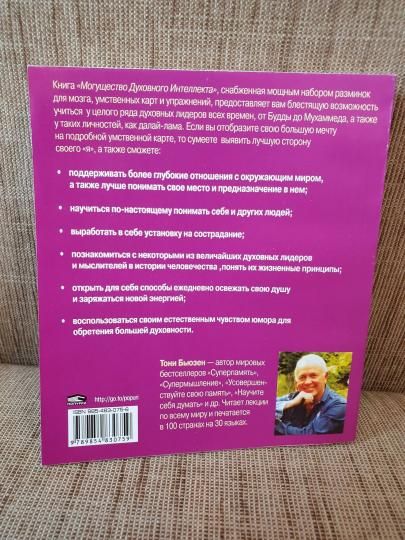 Книга «Могущество Духовного Интеллекта», снабженная мощным набором разминок
для мозга, умственных карт и упражнений, предоставляет вам блестящую возможность
учиться у целого ряда духовных лидеров всех времен, от Будды до Мухаммеда, а также
у таких личностей, как далай-лама. Если вы отобразите свою большую мечту
на подробной умственной карте, то сумеете выявить лучшую сторону
своего «я», а также сможете:
• поддерживать более глубокие отношения с окружающим миром,
а также лучше понимать свое место и предназначение в нем;
• научиться по-настоящему понимать себя и других людей;
• выработать в себе установку на сострадание;
• познакомиться с некоторыми из величайших духовных лидеров
и мыслителей в истории человечества ,понять их жизненные принципы;
• открыть для себя способы ежедневно освежать свою душу
и заряжаться новой энергией;
• воспользоваться своим естественным чувством юмора для
обретения большей духовности.
Тони Бьюзен — автор мировых
бестселлеров «Суперпамять»,
«Супермышление», «Усовершен-
ствуйте свою память», «Научите
себя думать» и др. Читает лекции
по всему миру и печатается
в 100 странах на 30 языках.
http://go.to/popuri
ISBN 985-483-075-6
9789854830759